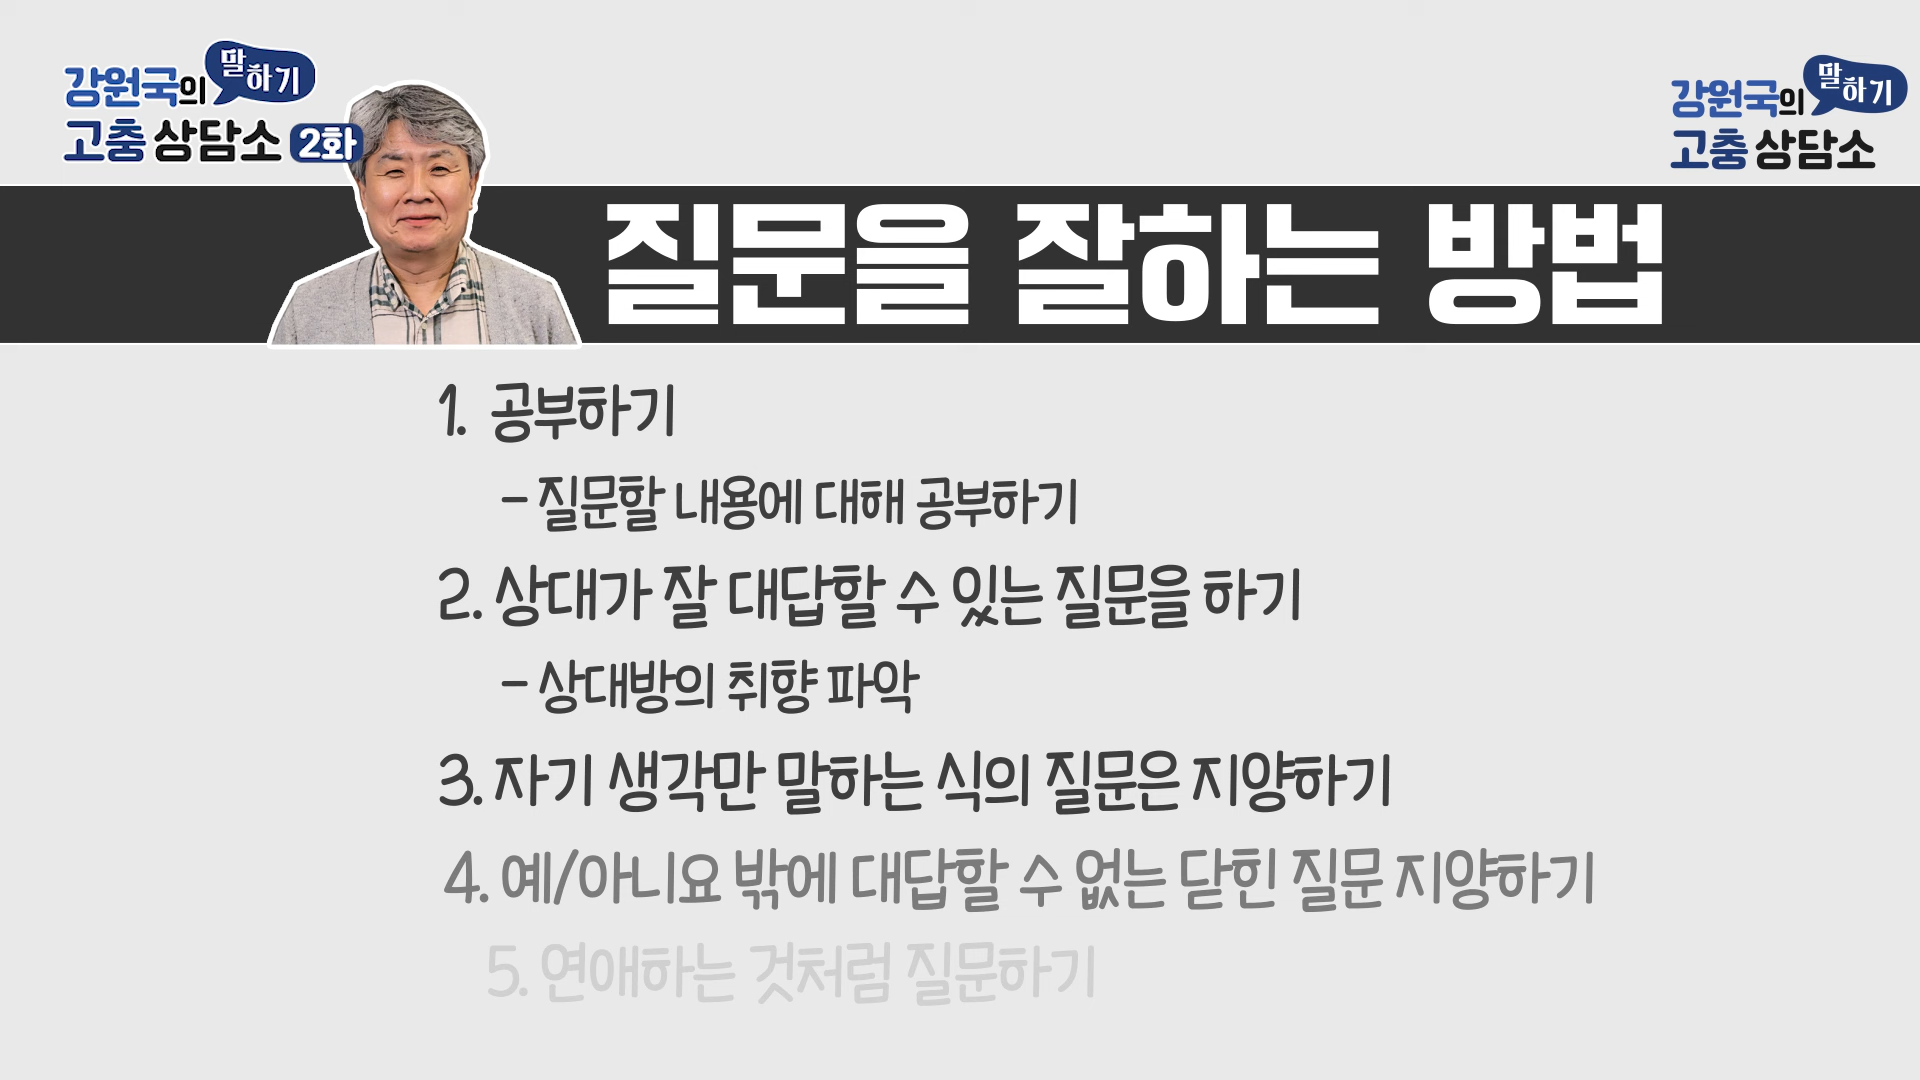 강원국의 말하기
고충 상담소 2화
강원국의 말하기
고충 상담소
질문을 잘하는 방법
1. 공부하기
- 질문할 내용에 대해 공부하기
2. 상대가 잘 대답할 수 있는 질문을 하기
- 상대방의 취향 파악
3. 자기 생각만 말하는 식의 질문은 지양하기
4. 예/아니요 밖에 대답할 수 없는 닫힌 질문 지양하기
5. 연애하는 것처럼 질문하기